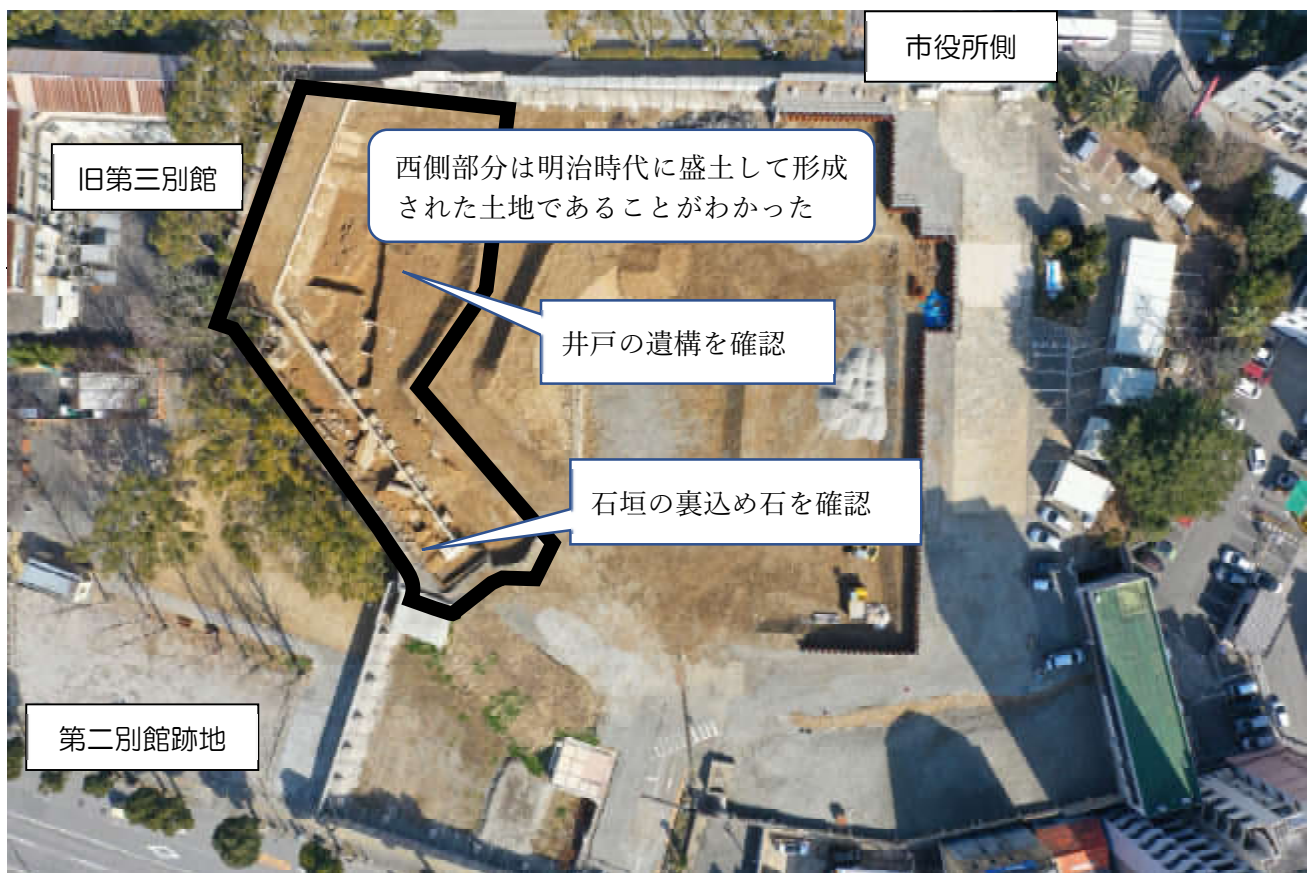 市役所側
旧第三別館
西側部分は明治時代に盛土して形成
された土地であることがわかった
井戸の遺構を確認
石垣の裏込め石を確認
第二別館跡地